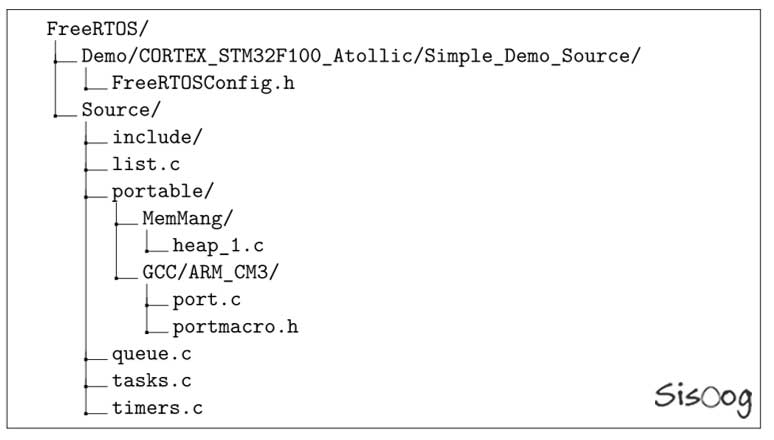 FreeRTOS/
Demo/CORTEX_STM32F100_Atollic/Simple_Demo_Source/
FreeRTOSConfig.h
Source/
include/
list.c
portable/
MemMang/
heap_1.c
GCC/ARM_CM3/
port.c
portmacro.h
queue.c
tasks.c
timers.c
SisOog